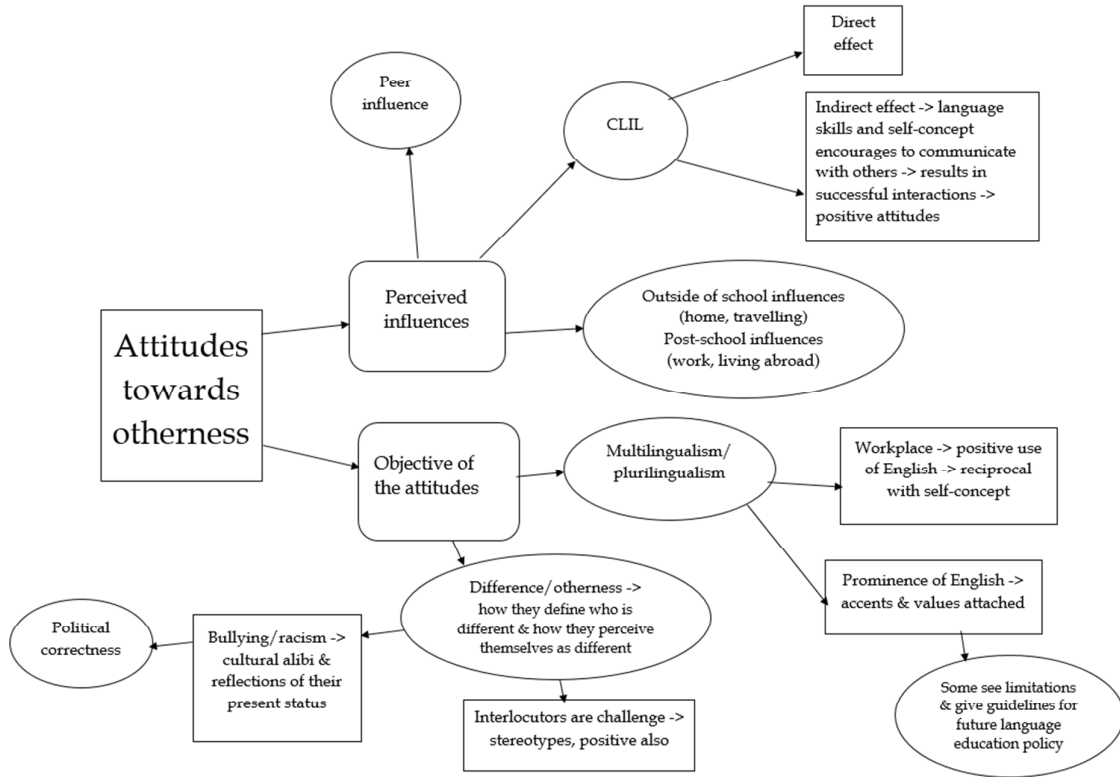 Direct
effect
Peer
influence
CLIL
Indirect effect -> language
skills and self-concept
encourages to communicate
with others -> results in
successful interactions ->
positive attitudes
Perceived
influences
Outside of school influences
(home, travelling)
Post-school influences
(work, living abroad)
Attitudes
towards
otherness
Objective of
the attitudes
Multilingualism/
plurilingualism
Workplace -> positive use
of English -> reciprocal
with self-concept
Difference/otherness ->
how they define who is
different & how they perceive
themselves as different
Prominence of English ->
accents & values attached
Political
correctness
Bullying/racism ->
cultural alibi &
reflections of their
present status
Interlocutors are challenge ->
stereotypes, positive also
Some see limitations
& give guidelines for
future language
education policy